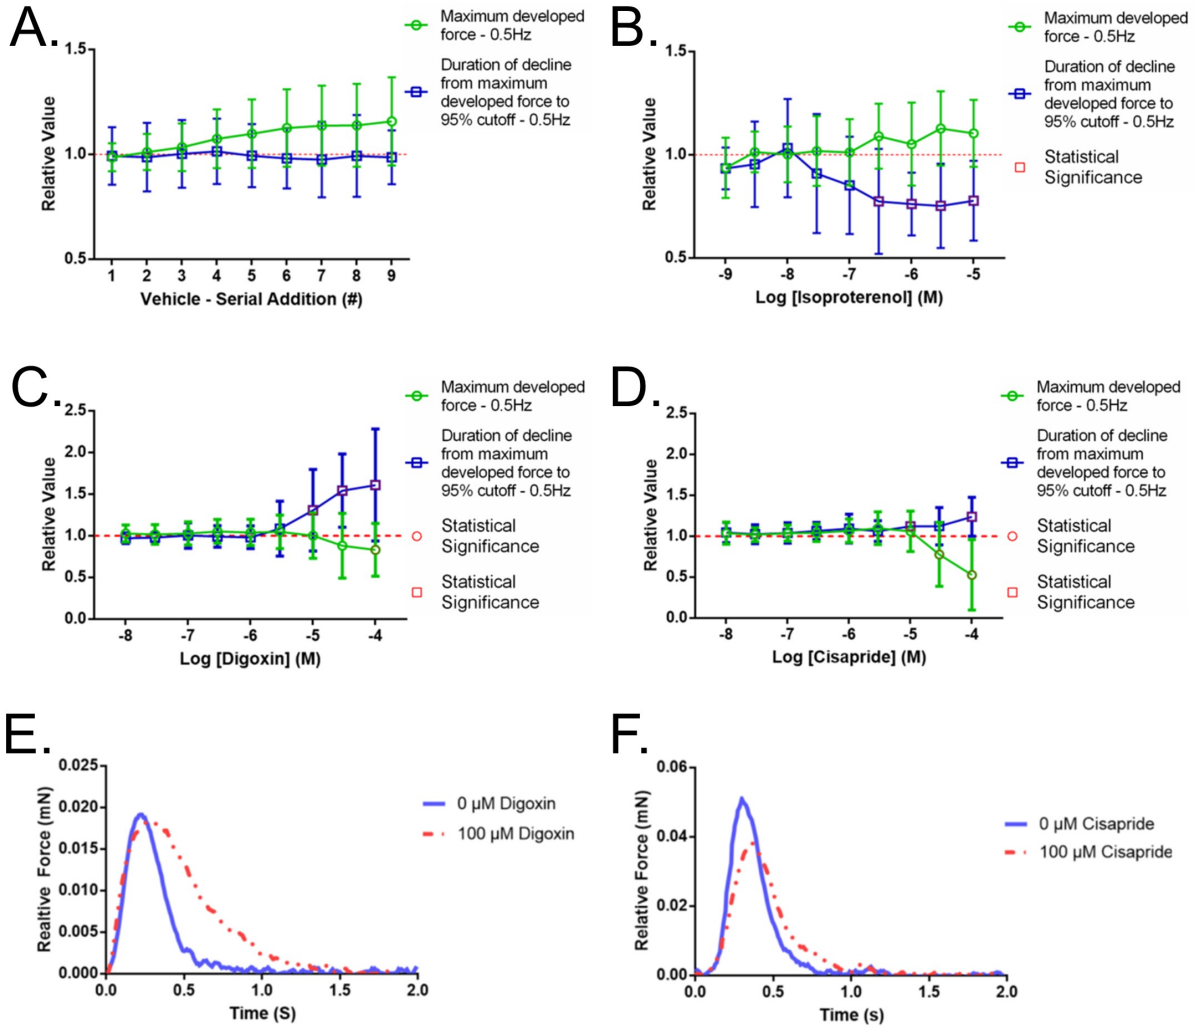 A.
1.5
1.0
0.5
Relative Value
1 2 3 4 5 6 7 8 9
Vehicle - Serial Addition (#)
Maximum developed
force - 0.5Hz
Duration of decline
from maximum
developed force to
95% cutoff - 0.5Hz
B.
1.5
1.0
0.5
Relative Value
-9 -8 -7 -6 -5
Log [Isoproterenol] (M)
Maximum developed
force - 0.5Hz
Duration of decline
from maximum
developed force to
95% cutoff - 0.5Hz
Statistical
Significance
C.
2.5
2.0
1.5
1.0
0.5
0.0
Relative Value
-8 -7 -6 -5 -4
Log [Digoxin] (M)
Maximum developed
force - 0.5Hz
Duration of decline
from maximum
developed force to
95% cutoff - 0.5Hz
Statistical
Significance
Statistical
Significance
D.
2.5
2.0
1.5
1.0
0.5
0.0
Relative Value
-8 -7 -6 -5 -4
Log [Cisapride] (M)
Maximum developed
force - 0.5Hz
Duration of decline
from maximum
developed force to
95% cutoff - 0.5Hz
Statistical
Significance
Statistical
Significance
E.
0.025
0.020
0.015
0.010
0.005
0.000
Realtive Force (mN)
0.0 0.5 1.0 1.5 2.0
Time (S)
0 µM Digoxin
100 µM Digoxin
F.
0.06
0.04
0.02
0.00
Relative Force (mN)
0.0 0.5 1.0 1.5 2.0
Time (s)
0 µM Cisapride
100 µM Cisapride